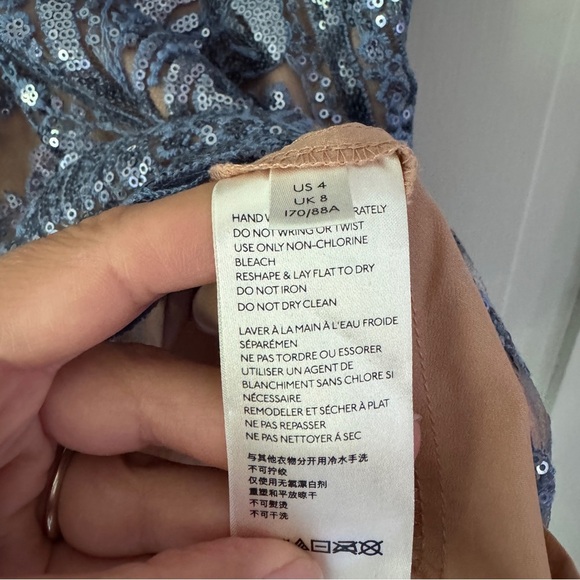 US 4
UK 8
170/88A
HAND
DO NOT WRING OR TWIST
USE ONLY NON-CHLORINE
BLEACH
RESHAPE & LAY FLAT TO DRY
DO NOT IRON
DO NOT DRY CLEAN
LAVER À LA MAIN À L'EAU FROIDE
SÉPARÉMEN
NE PAS TORDRE OU ESSORER
UTILISER UN AGENT DE
BLANCHIMENT SANS CHLORE SI
NÉCESSAIRE
REMODELER ET SÉCHER À PLAT
NE PAS REPASSER
NE PAS NETTOYER Á SEC
与其他衣物分开用冷水手洗
不可拧绞
仅使用无氯漂白剂
重塑和平放晾干
不可熨烫
不可干洗